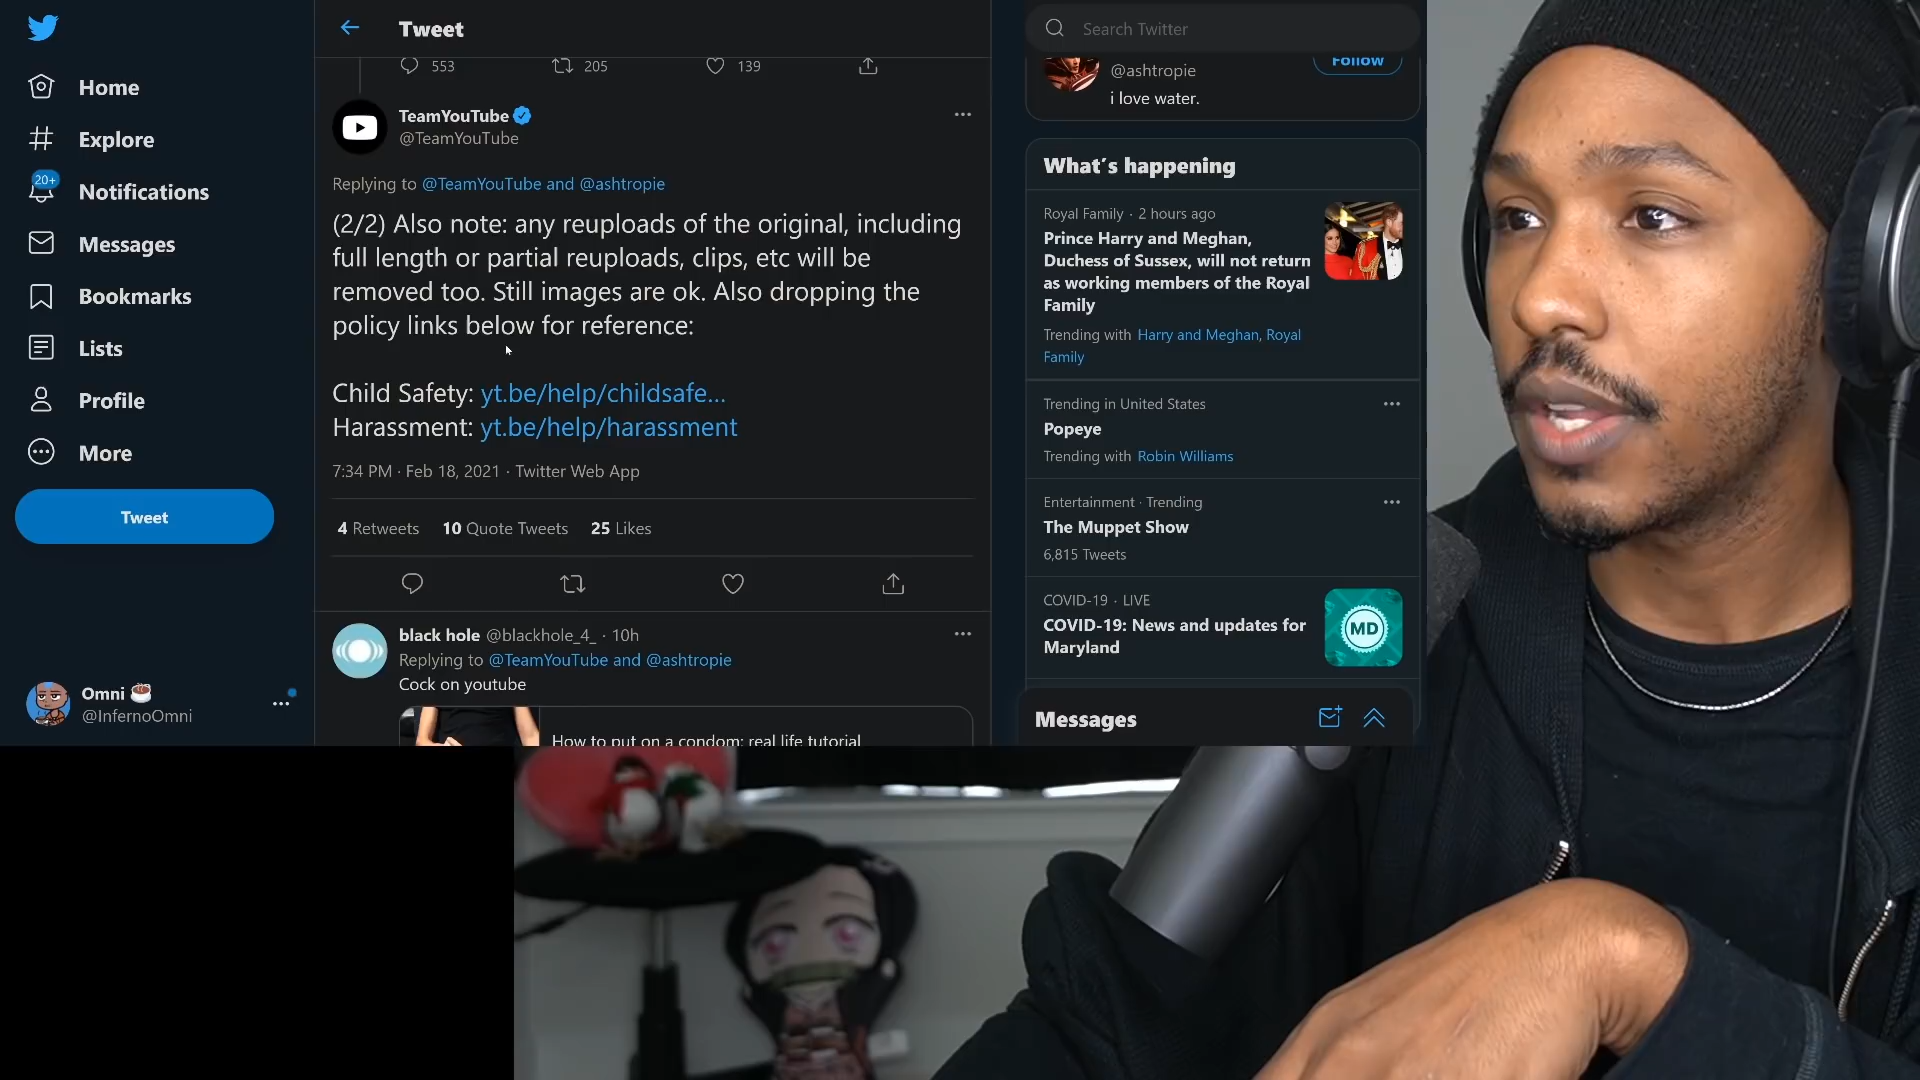 Home
Explore
20+
Notifications
Messages
Bookmarks
Lists
Profile
More
Tweet
Omni
@InfernoOmni
Tweet
553 205 139
TeamYouTube
@TeamYouTube
Replying to @TeamYouTube and @ashtropie
(2/2) Also note: any reuploads of the original, including
full length or partial reuploads, clips, etc will be
removed too. Still images are ok. Also dropping the
policy links below for reference:
Child Safety: yt.be/help/childsafe...
Harassment: yt.be/help/harassment
7:34 PM · Feb 18, 2021 · Twitter Web App
4 Retweets 10 Quote Tweets 25 Likes
black hole @blackhole_4_ · 10h
Replying to @TeamYouTube and @ashtropie
Cock on youtube
How to put on a condom: real life tutorial
Search Twitter
@ashtropie
Follow
i love water.
What's happening
Royal Family · 2 hours ago
Prince Harry and Meghan,
Duchess of Sussex, will not return
as working members of the Royal
Family
Trending with Harry and Meghan, Royal
Family
Trending in United States
Popeye
Trending with Robin Williams
Entertainment · Trending
The Muppet Show
6,815 Tweets
COVID-19 · LIVE
COVID-19: News and updates for
Maryland
MD
Messages